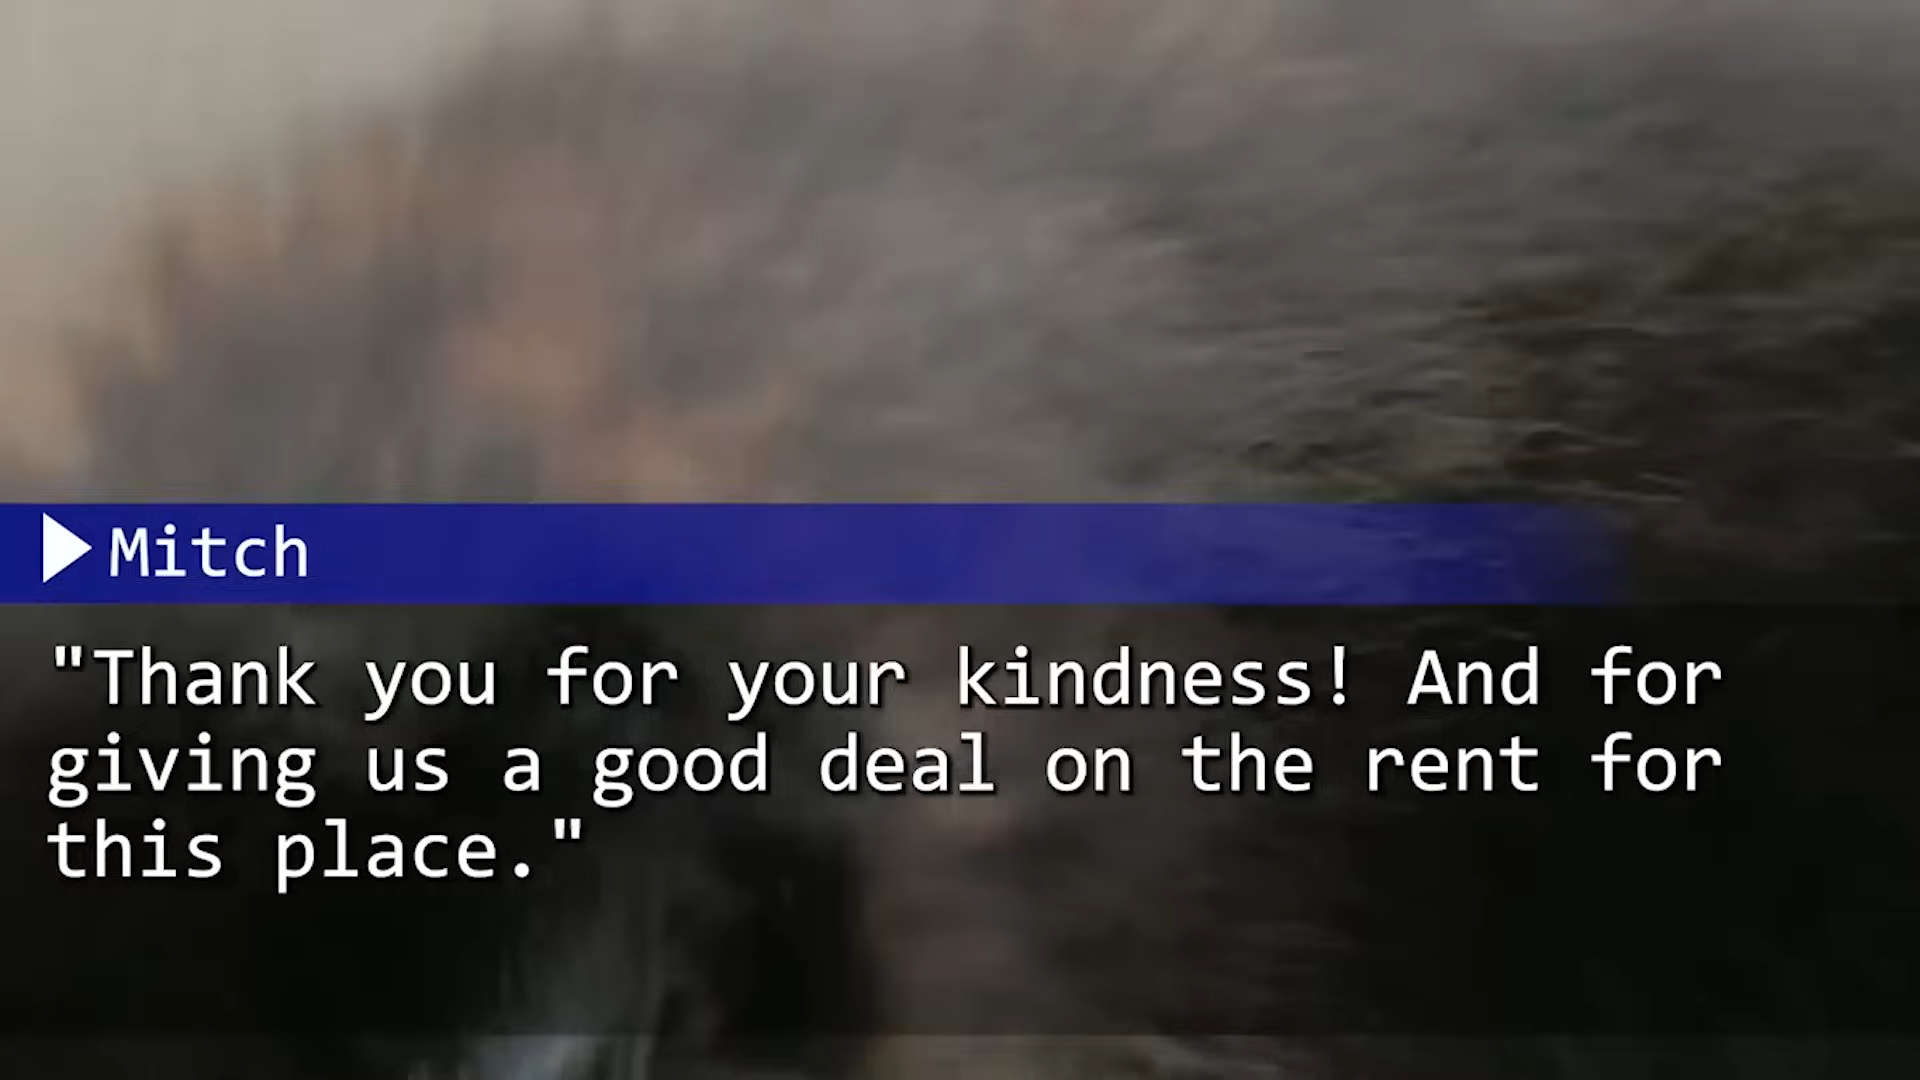 Mitch
"Thank you for your kindness! And for
giving us a good deal on the rent for
this place."